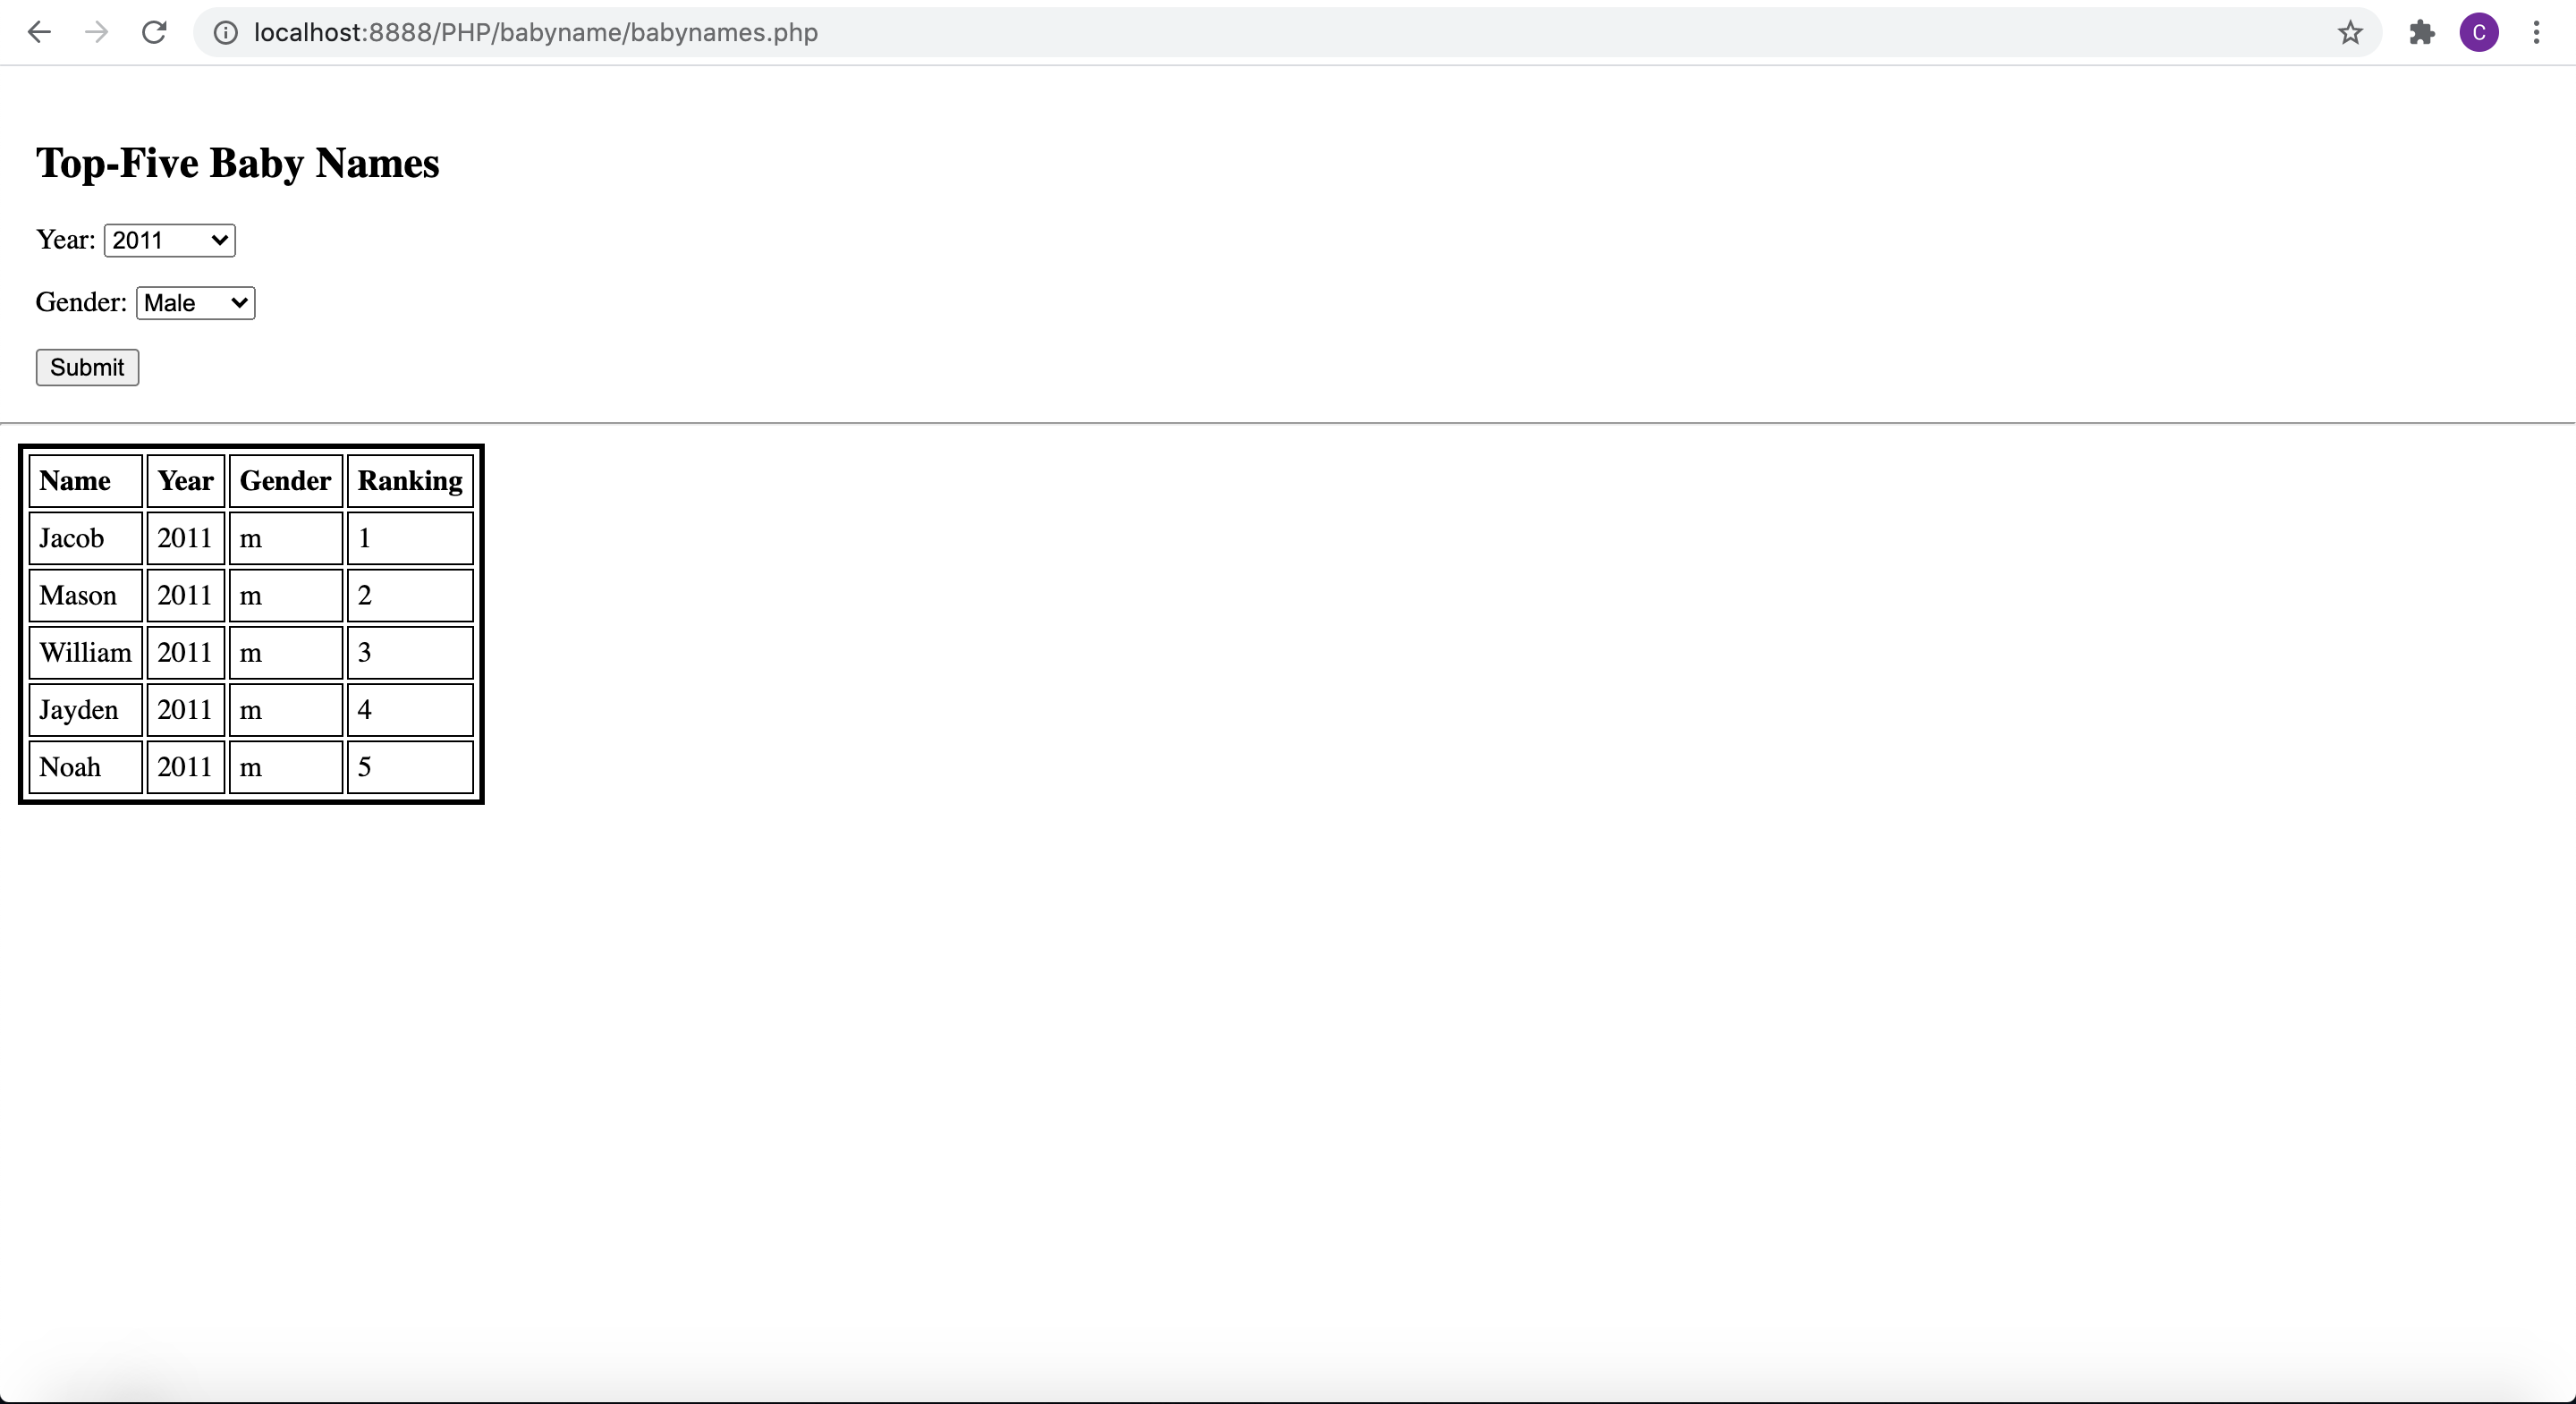 localhost:8888/PHP/babyname/babynames.php
C
Top-Five Baby Names
Year: 2011
Gender: Male
Submit
Name Year Gender Ranking
Jacob 2011 m 1
Mason 2011 m 2
William 2011 m 3
Jayden 2011 m 4
Noah 2011 m 5